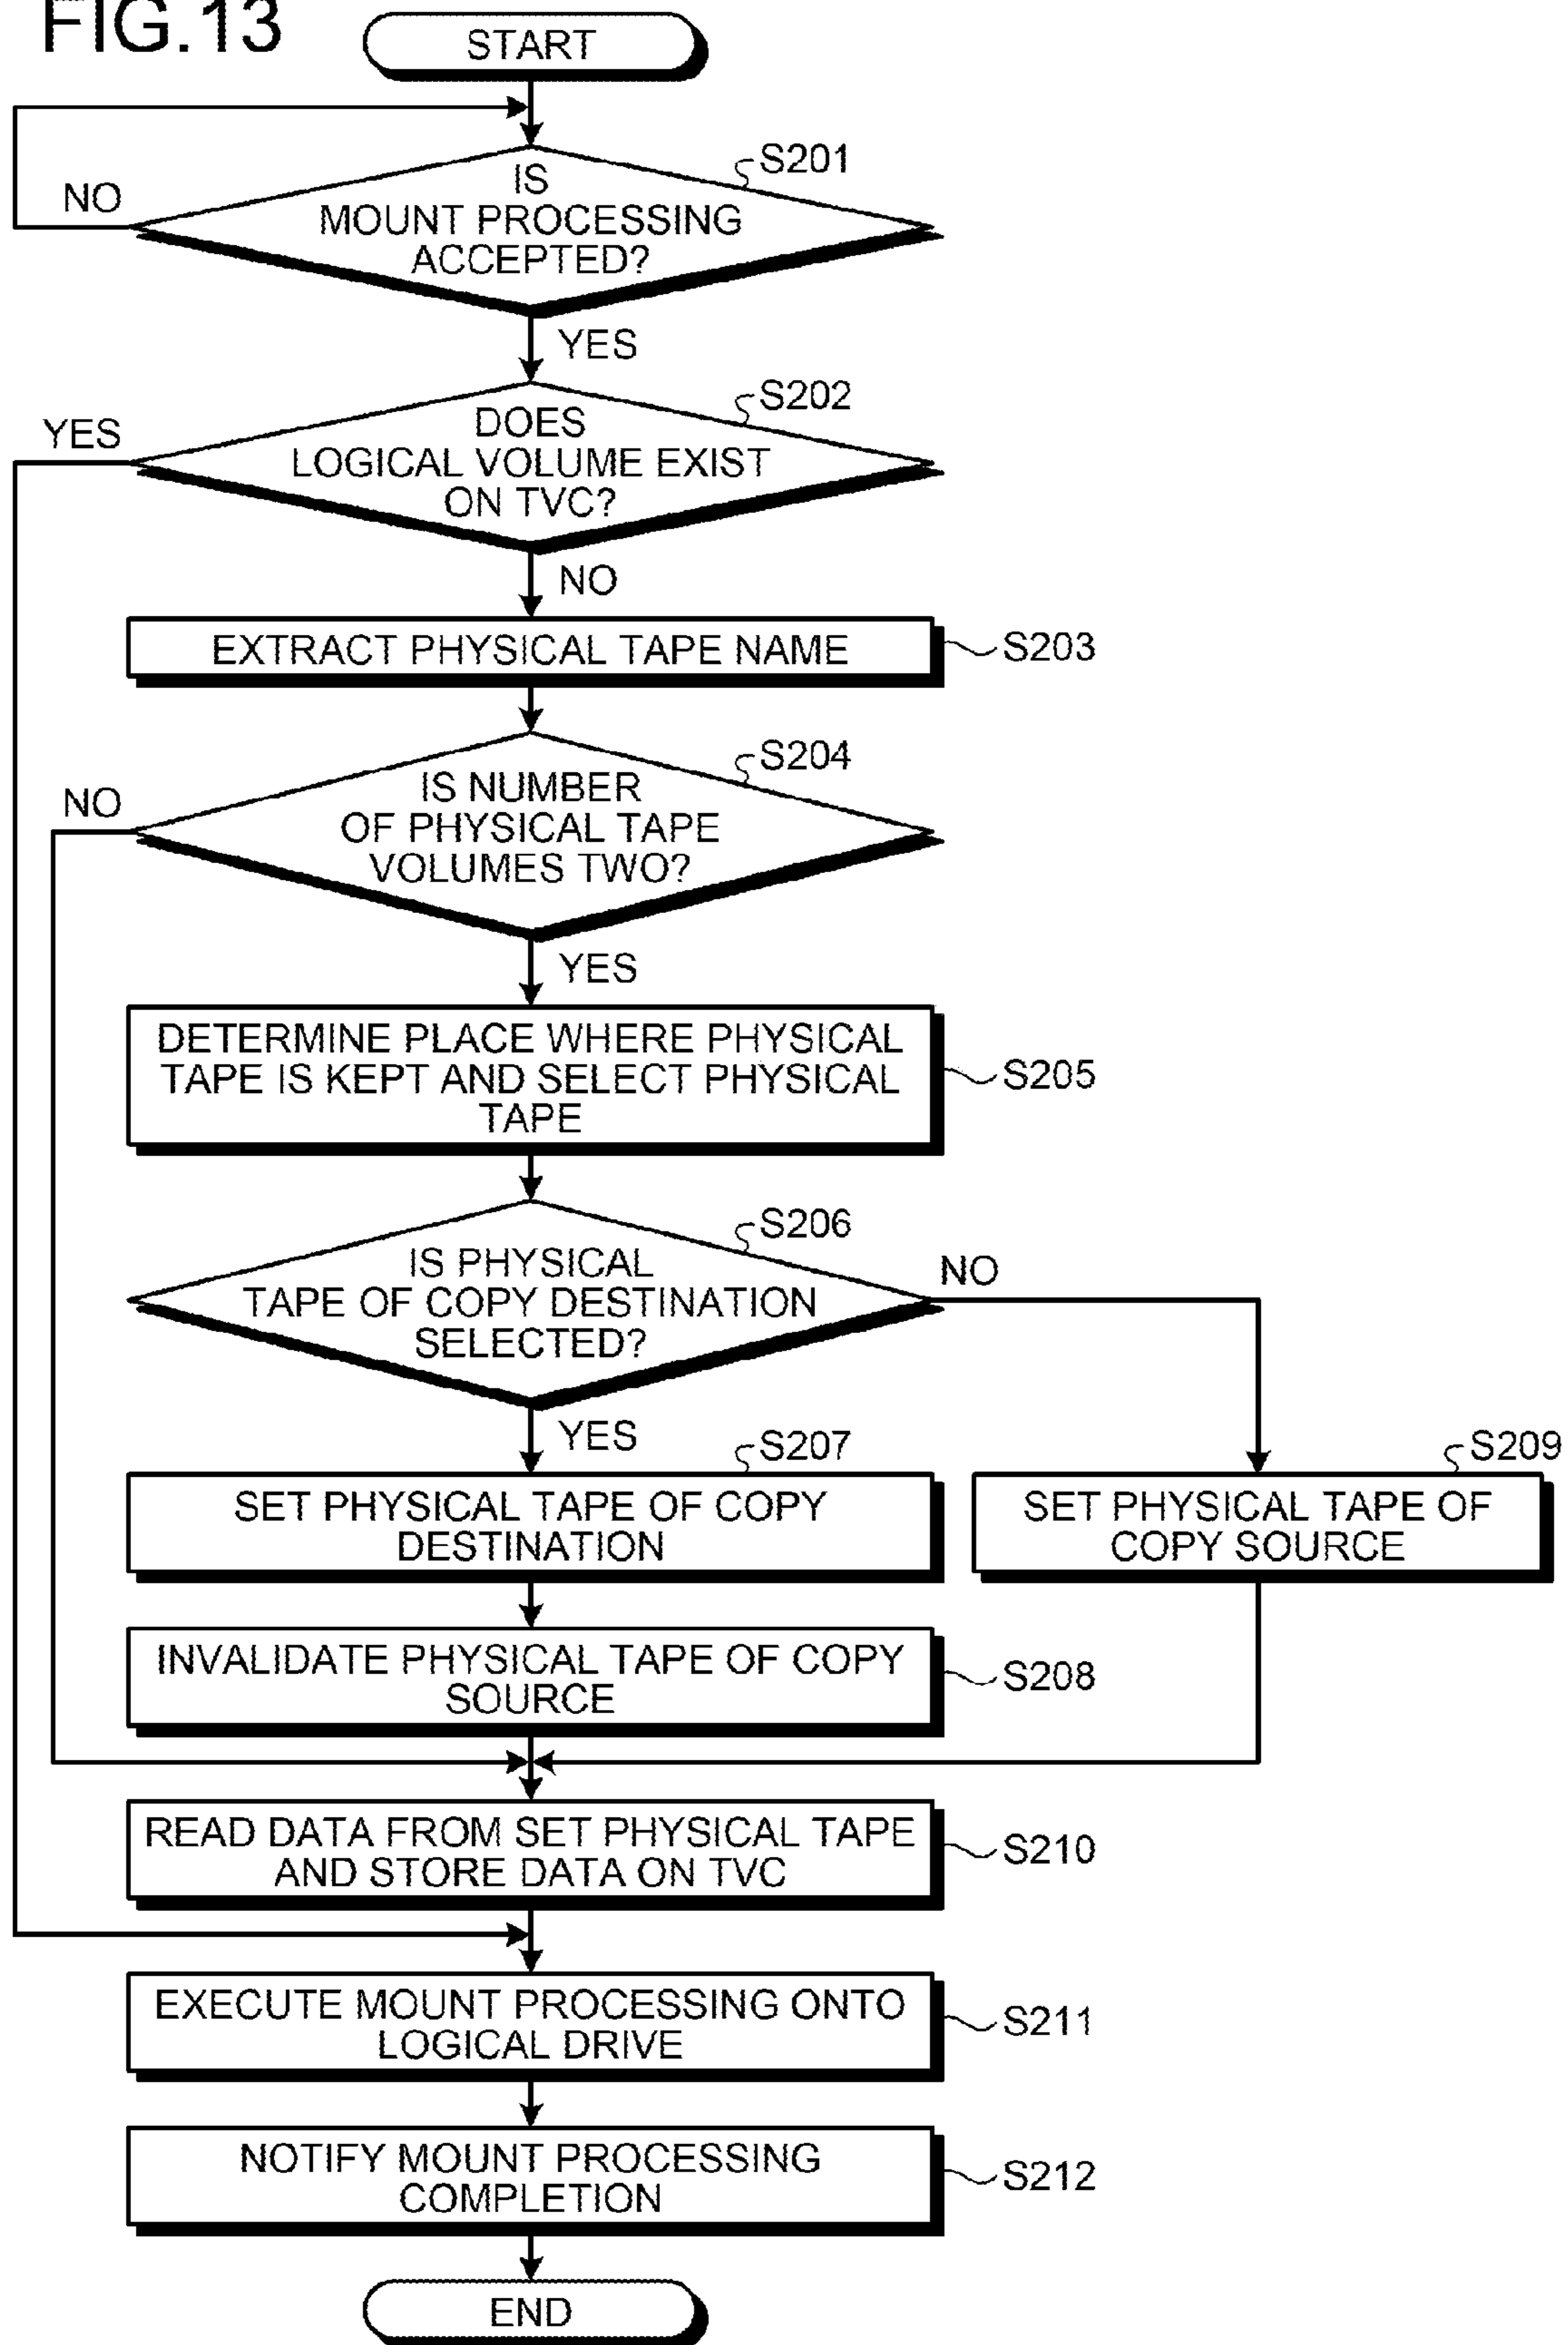 FIG.13
START
S201
NO
IS
MOUNT PROCESSING
ACCEPTED?
YES
S202
YES
DOES
LOGICAL VOLUME EXIST
ON TVC?
NO
EXTRACT PHYSICAL TAPE NAME
S203
S204
NO
IS NUMBER
OF PHYSICAL TAPE
VOLUMES TWO?
YES
DETERMINE PLACE WHERE PHYSICAL
TAPE IS KEPT AND SELECT PHYSICAL
TAPE
S205
S206
IS PHYSICAL
TAPE OF COPY DESTINATION
SELECTED?
NO
YES
S207
SET PHYSICAL TAPE OF COPY
DESTINATION
S209
SET PHYSICAL TAPE OF
COPY SOURCE
INVALIDATE PHYSICAL TAPE OF COPY
SOURCE
S208
READ DATA FROM SET PHYSICAL TAPE
AND STORE DATA ON TVC
S210
EXECUTE MOUNT PROCESSING ONTO
LOGICAL DRIVE
S211
NOTIFY MOUNT PROCESSING
COMPLETION
S212
END